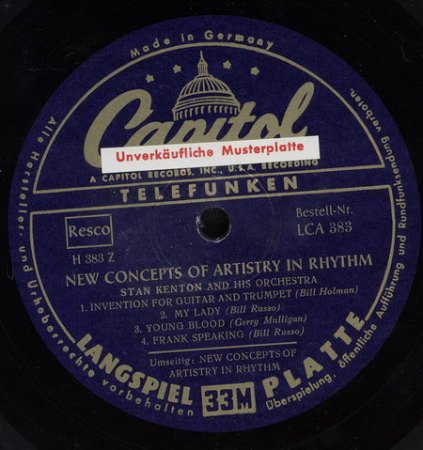 Made in Germany
Capitol
Unverkäufliche Musterplatte
A CAPITOL RECORDS, INC., U.S.A. RECORDING
TELEFUNKEN
Resco
H 383 Z
Bestell-Nr.
LCA 383
NEW CONCEPTS OF ARTISTRY IN RHYTHM
STAN KENTON AND HIS ORCHESTRA
1. INVENTION FOR GUITAR AND TRUMPET (Bill Holman)
2. MY LADY (Bill Russo)
3. YOUNG BLOOD (Gerry Mulligan)
4. FRANK SPEAKING (Bill Russo)
Umseitig: NEW CONCEPTS OF
ARTISTRY IN RHYTHM
LANGSPIEL 33M PLATTE
Alle Hersteller- und Urheberrechte vorbehalten
Überspielung, öffentliche Aufführung und Rundfunksendung verboten.